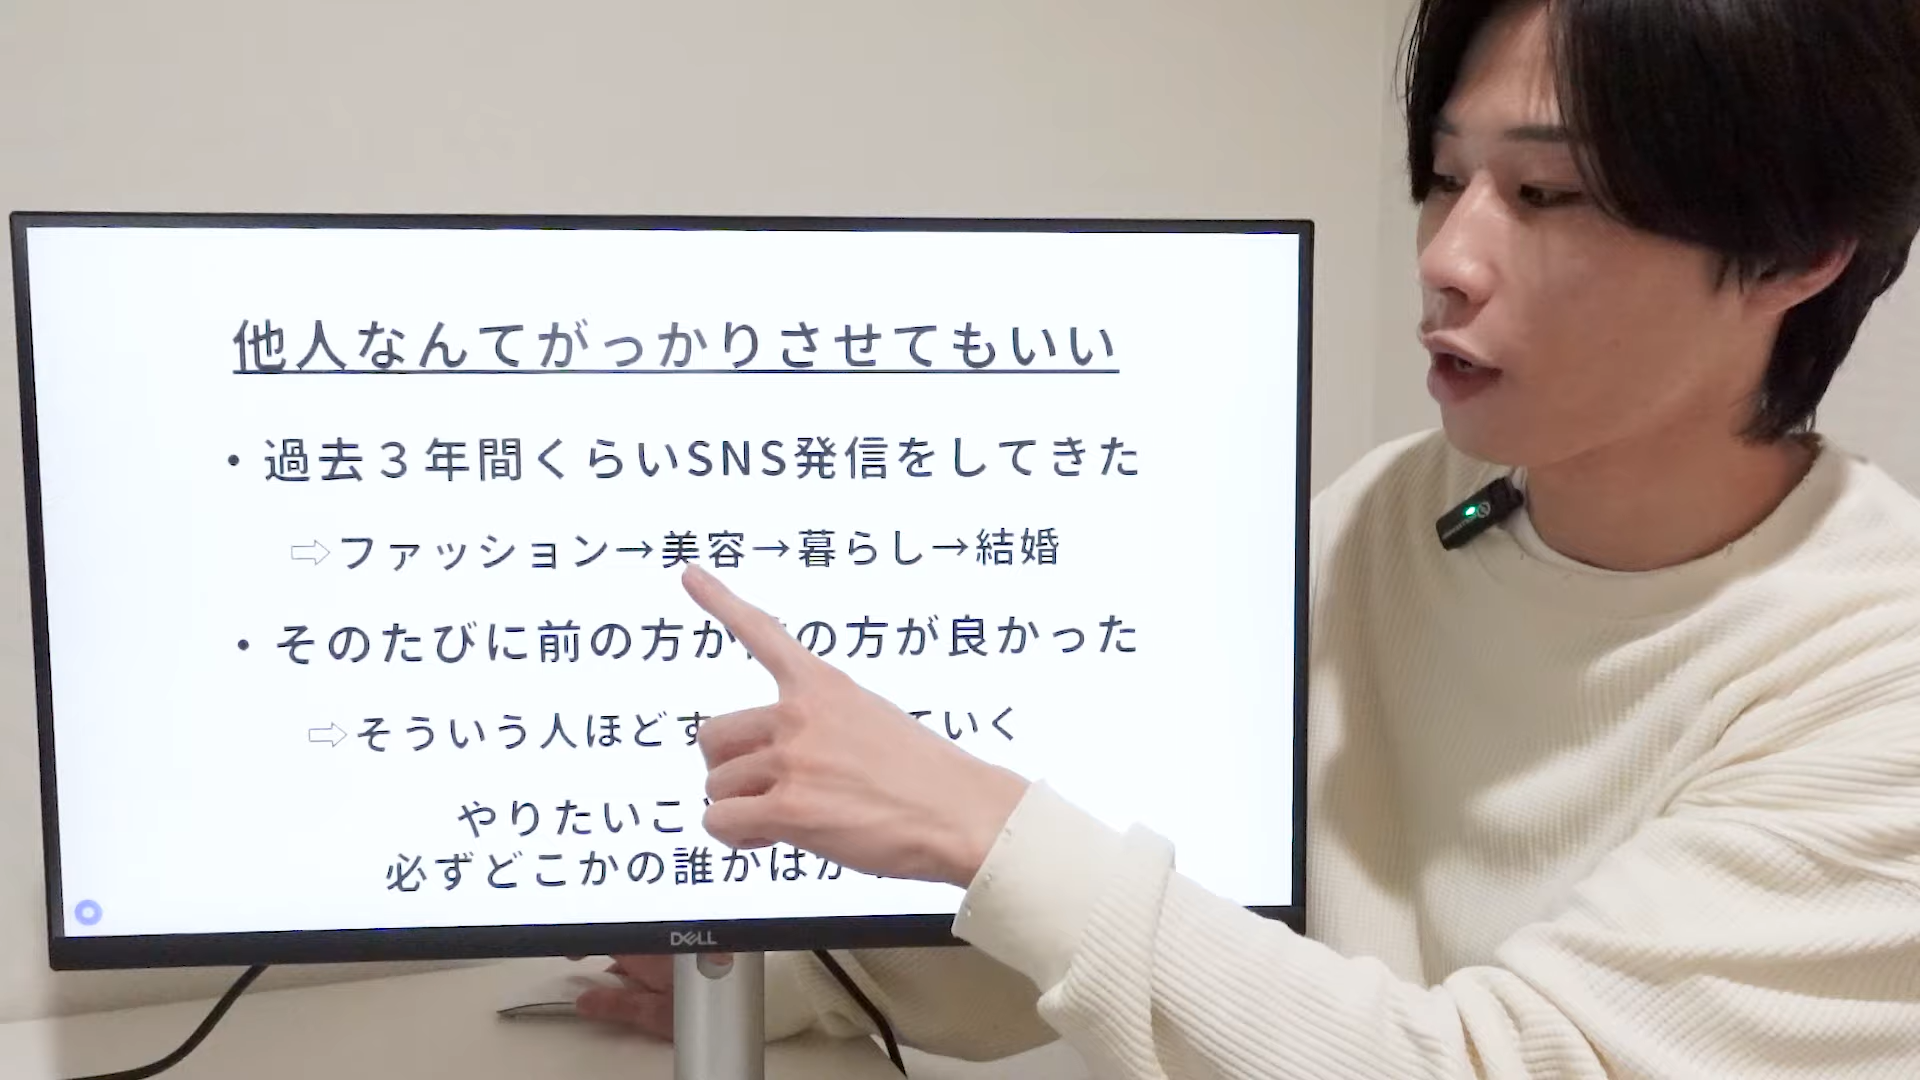 他人なんてがっかりさせてもいい
・過去３年間くらいSNS発信をしてきた
⇨ファッション→美容→暮らし→結婚
・そのたびに前の方が の方が良かった
⇨そういう人ほどす ていく
やりたいこ
必ずどこかの誰かはが
DELL